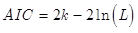 AIC = 2k − 2ln(L)